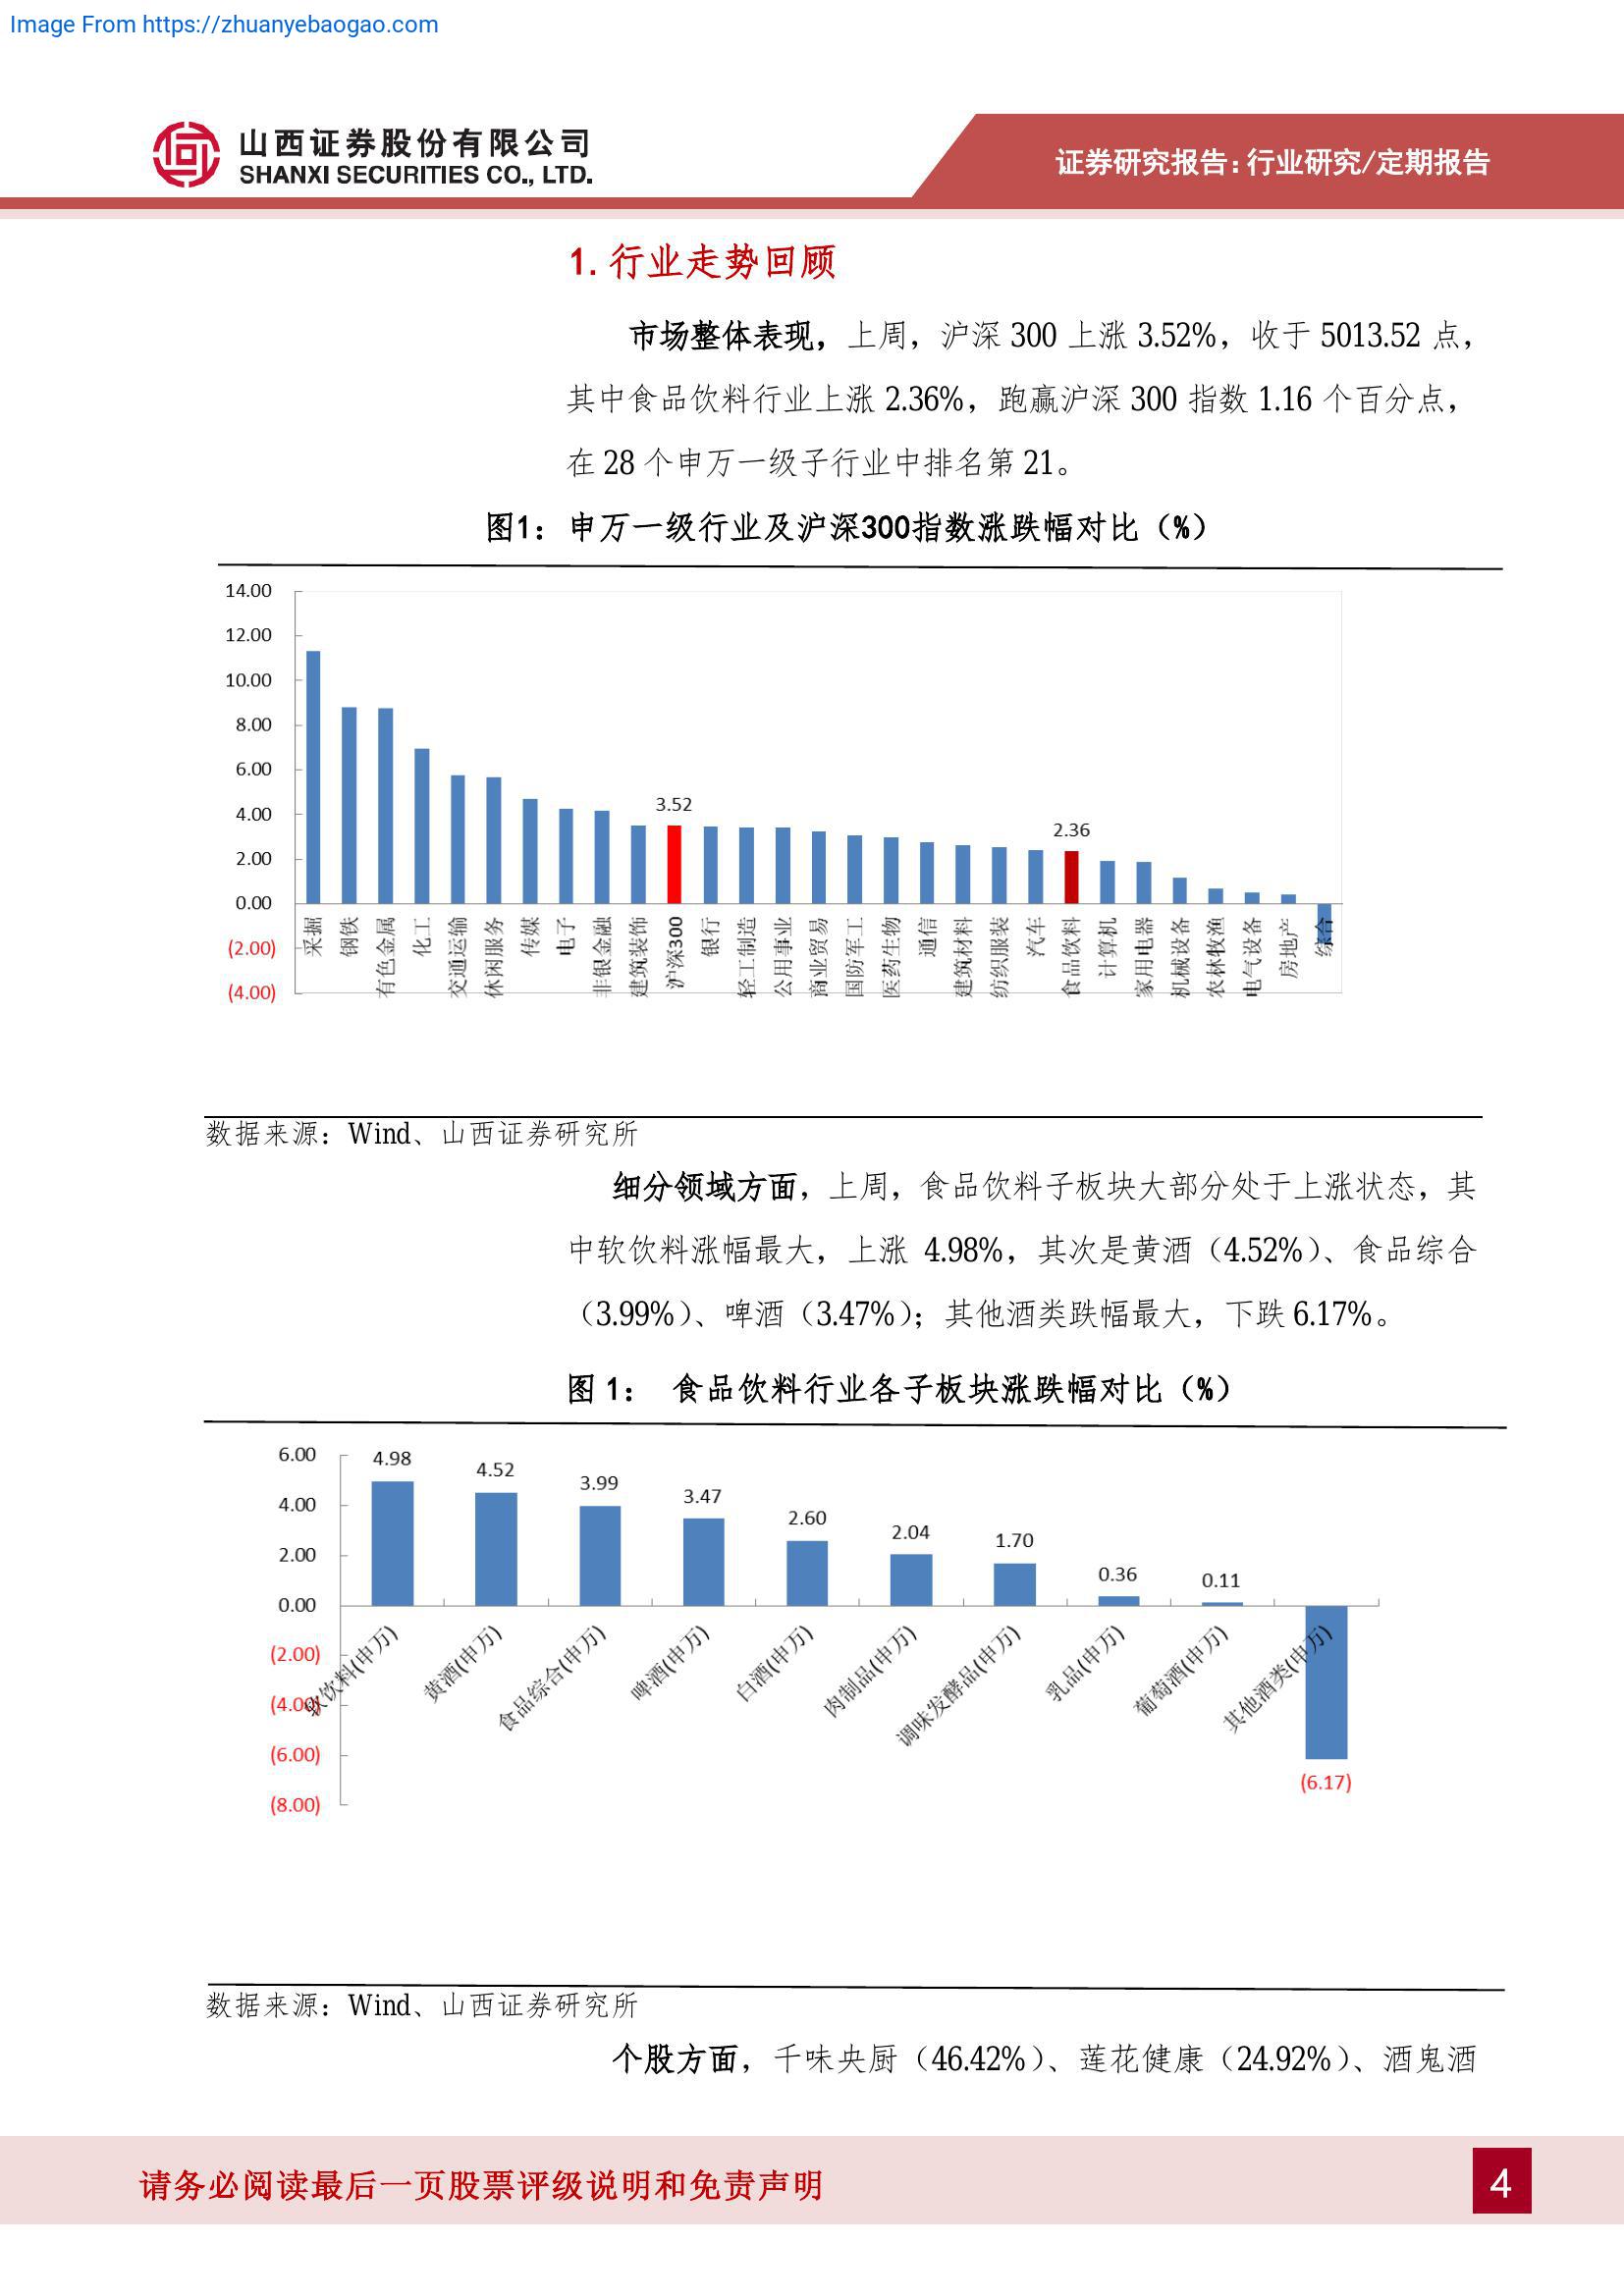 Image From https://zhuanyebaogao.com
山西证券股份有限公司
SHANXI SECURITIES CO., LTD.
证券研究报告：行业研究/定期报告
1. 行业走势回顾
市场整体表现，上周，沪深 300 上涨 3.52%，收于 5013.52 点，
其中食品饮料行业上涨 2.36%，跑赢沪深 300 指数 1.16 个百分点，
在 28 个申万一级子行业中排名第 21。
图1：申万一级行业及沪深300指数涨跌幅对比（%）
14.00
12.00
10.00
8.00
6.00
4.00
2.00
0.00
(2.00)
(4.00)
3.52
2.36
采掘
钢铁
有色金属
化工
交通运输
休闲服务
传媒
电子
非银金融
建筑装饰
沪深300
银行
轻工制造
公用事业
商业贸易
国防军工
医药生物
通信
建筑材料
纺织服装
汽车
食品饮料
计算机
家用电器
机械设备
农林牧渔
电气设备
房地产
综合
数据来源：Wind、山西证券研究所
细分领域方面，上周，食品饮料子板块大部分处于上涨状态，其
中软饮料涨幅最大，上涨 4.98%，其次是黄酒（4.52%）、食品综合
（3.99%）、啤酒（3.47%）；其他酒类跌幅最大，下跌 6.17%。
图 1： 食品饮料行业各子板块涨跌幅对比（%）
6.00
4.00
2.00
0.00
(2.00)
(4.00)
(6.00)
(8.00)
4.98
4.52
3.99
3.47
2.60
2.04
1.70
0.36
0.11
(6.17)
软饮料(申万)
黄酒(申万)
食品综合(申万)
啤酒(申万)
白酒(申万)
肉制品(申万)
调味发酵品(申万)
乳品(申万)
葡萄酒(申万)
其他酒类(申万)
数据来源：Wind、山西证券研究所
个股方面，千味央厨（46.42%）、莲花健康（24.92%）、酒鬼酒
请务必阅读最后一页股票评级说明和免责声明
4